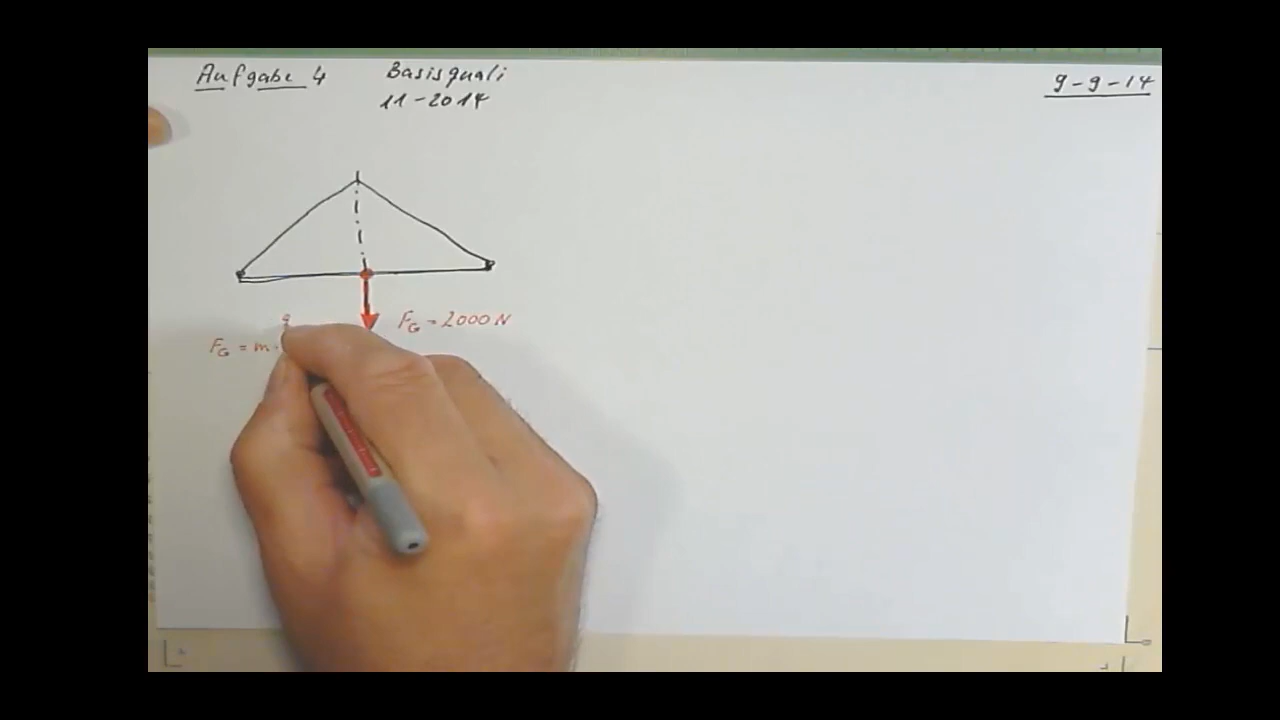 Aufgabe 4
Basisquali
11-2014
9-9-14
F_G = 2000 N
F_G = m · g